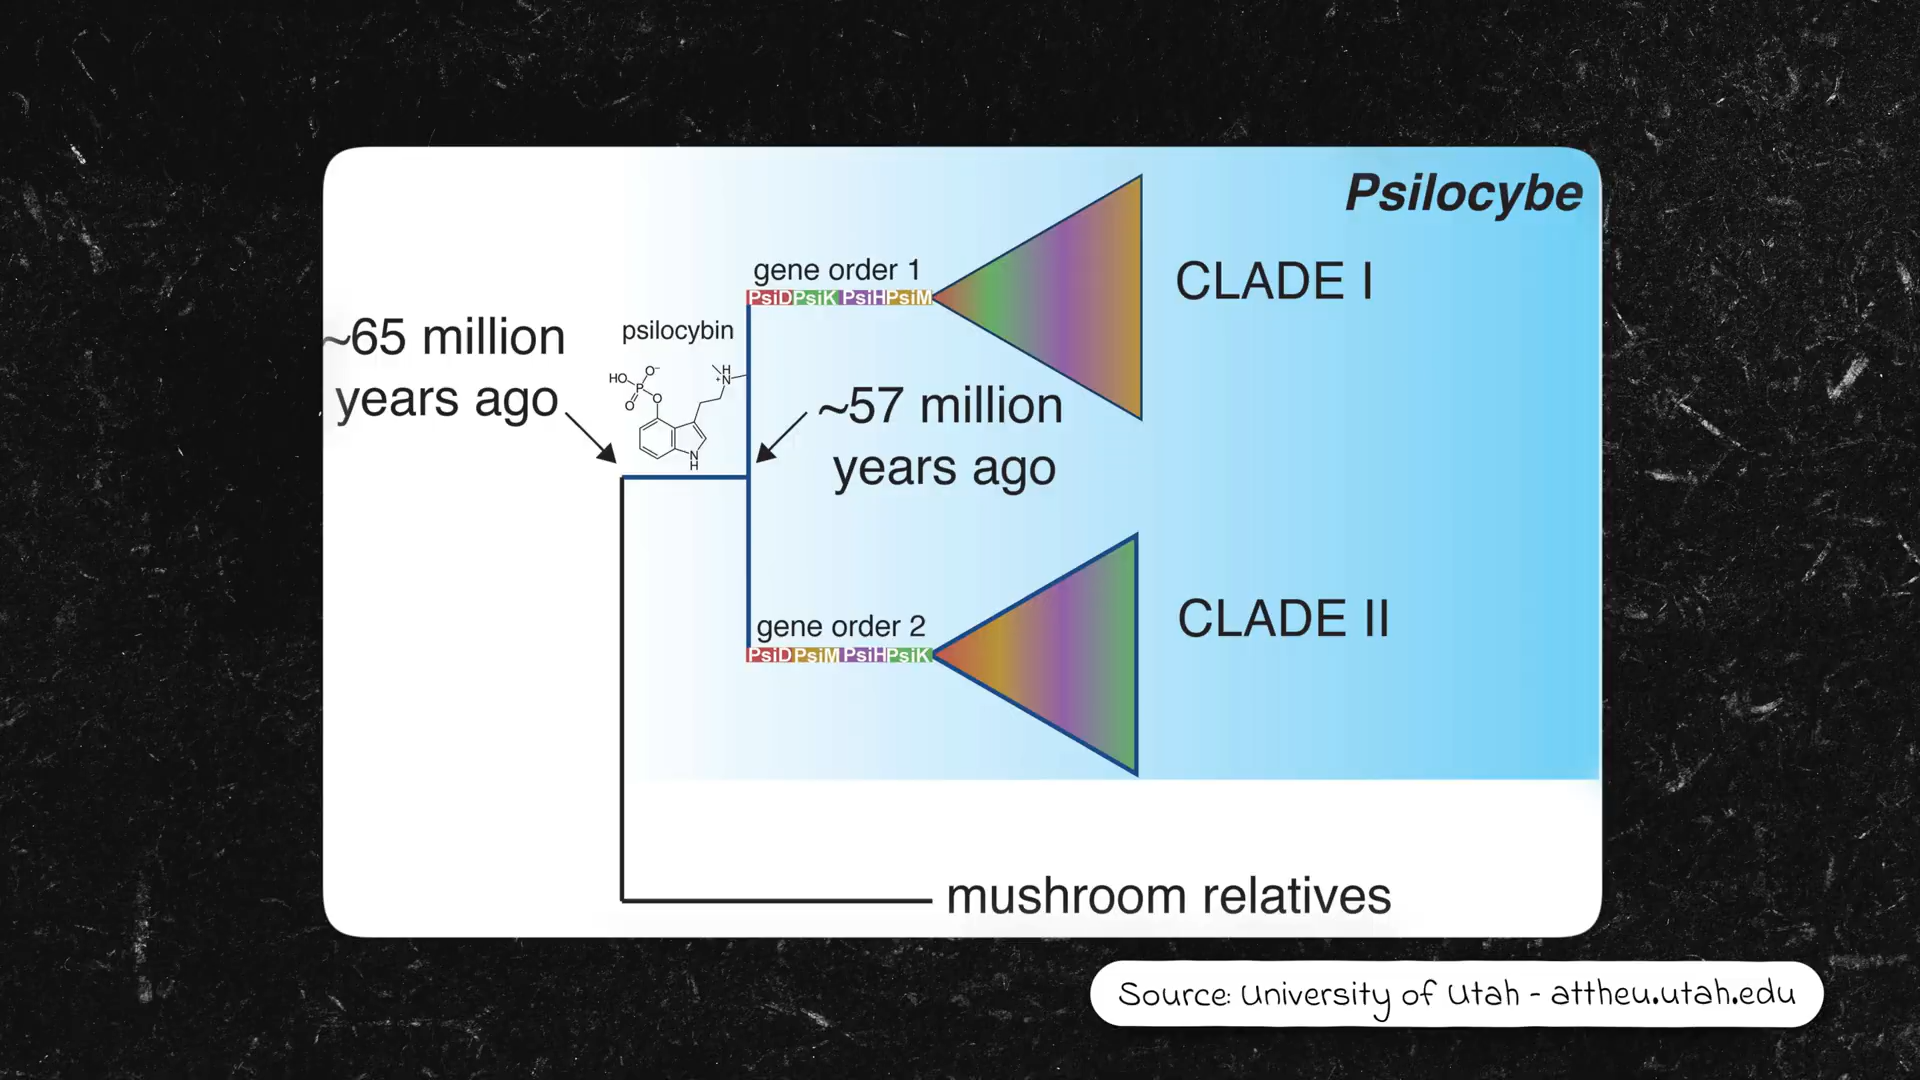 Psilocybe
gene order 1
PsiD PsiK PsiH PsiM
CLADE I
~65 million
years ago
psilocybin
HO
O⁻
P
O
O
H
N
+
N
H
~57 million
years ago
gene order 2
PsiD PsiM PsiH PsiK
CLADE II
mushroom relatives
Source: University of Utah - attheu.utah.edu